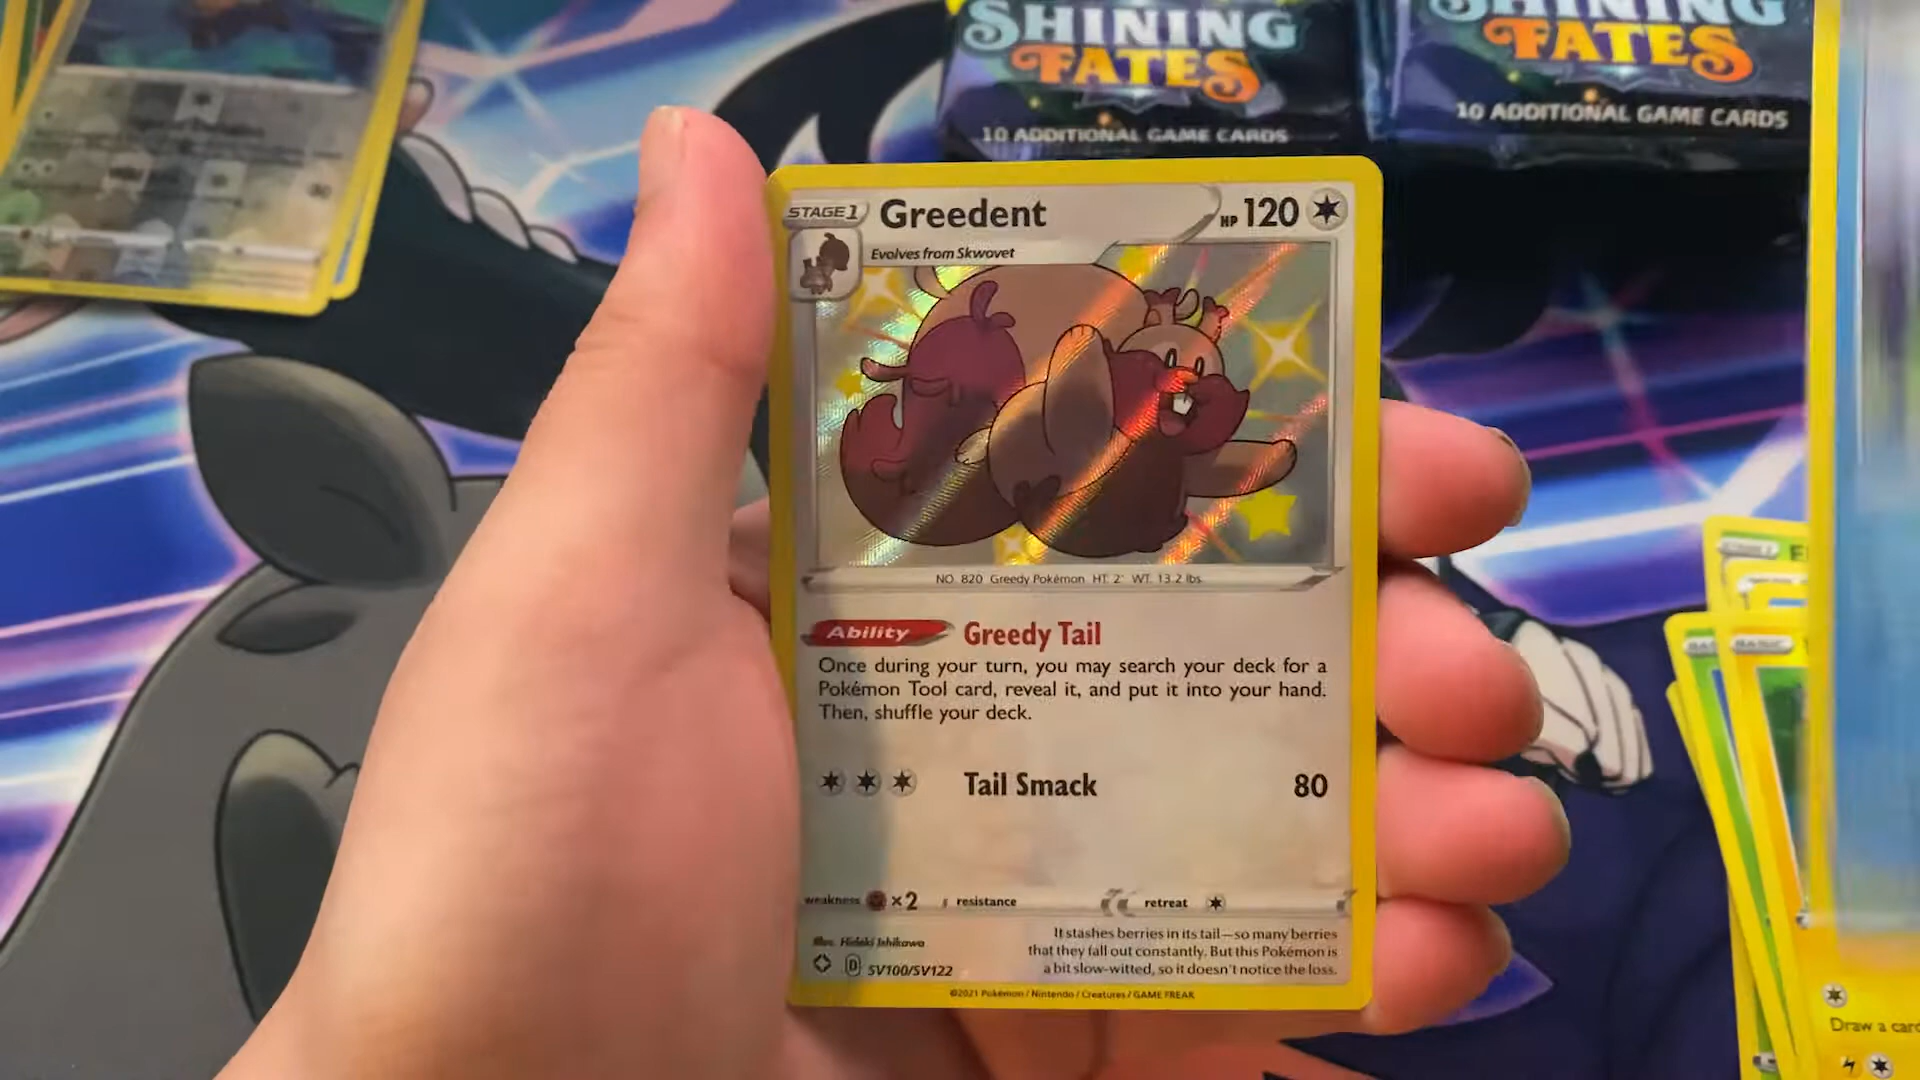 SHINING
FATES
10 ADDITIONAL GAME CARDS
SHINING
FATES
10 ADDITIONAL GAME CARDS
STAGE 1
Greedent
HP 120
Evolves from Skwovet
NO. 820 Greedy Pokémon HT. 2' WT. 13.2 lbs.
Ability Greedy Tail
Once during your turn, you may search your deck for a
Pokémon Tool card, reveal it, and put it into your hand.
Then, shuffle your deck.
Tail Smack 80
weakness ×2 resistance retreat
Illus. Hideki Ishikawa
D SV100/SV122
It stashes berries in its tail—so many berries
that they fall out constantly. But this Pokémon is
a bit slow-witted, so it doesn't notice the loss.
©2021 Pokémon / Nintendo / Creatures / GAME FREAK
BASIC
Draw a card